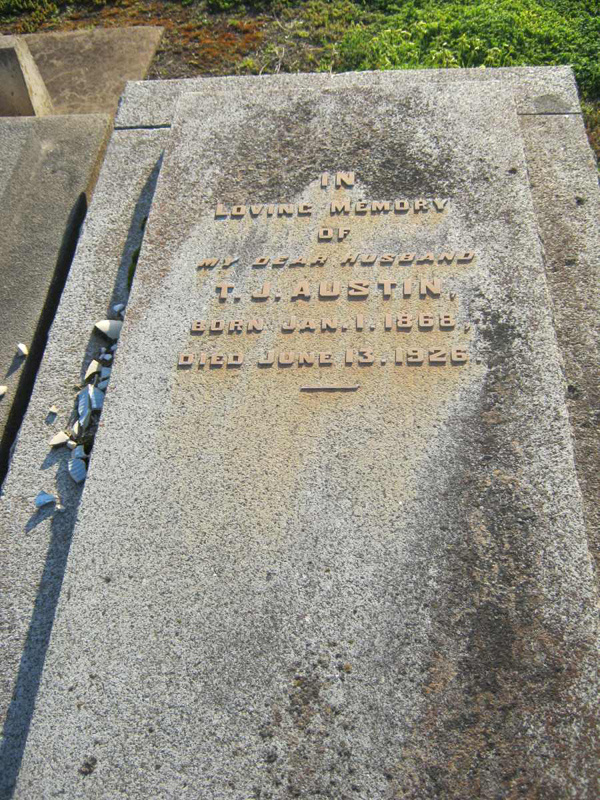 IN
LOVING MEMORY
OF
MY DEAR HUSBAND
T. J. AUSTIN,
BORN JAN. 1. 1868,
DIED JUNE 13. 1926.